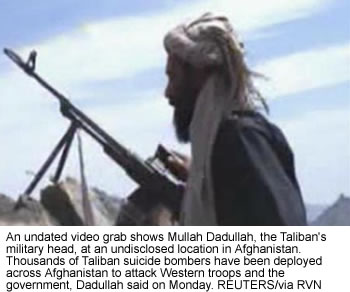 An undated video grab shows Mullah Dadullah, the Taliban's
military head, at an undisclosed location in Afghanistan.
Thousands of Taliban suicide bombers have been deployed
across Afghanistan to attack Western troops and the
government, Dadullah said on Monday. REUTERS/via RVN